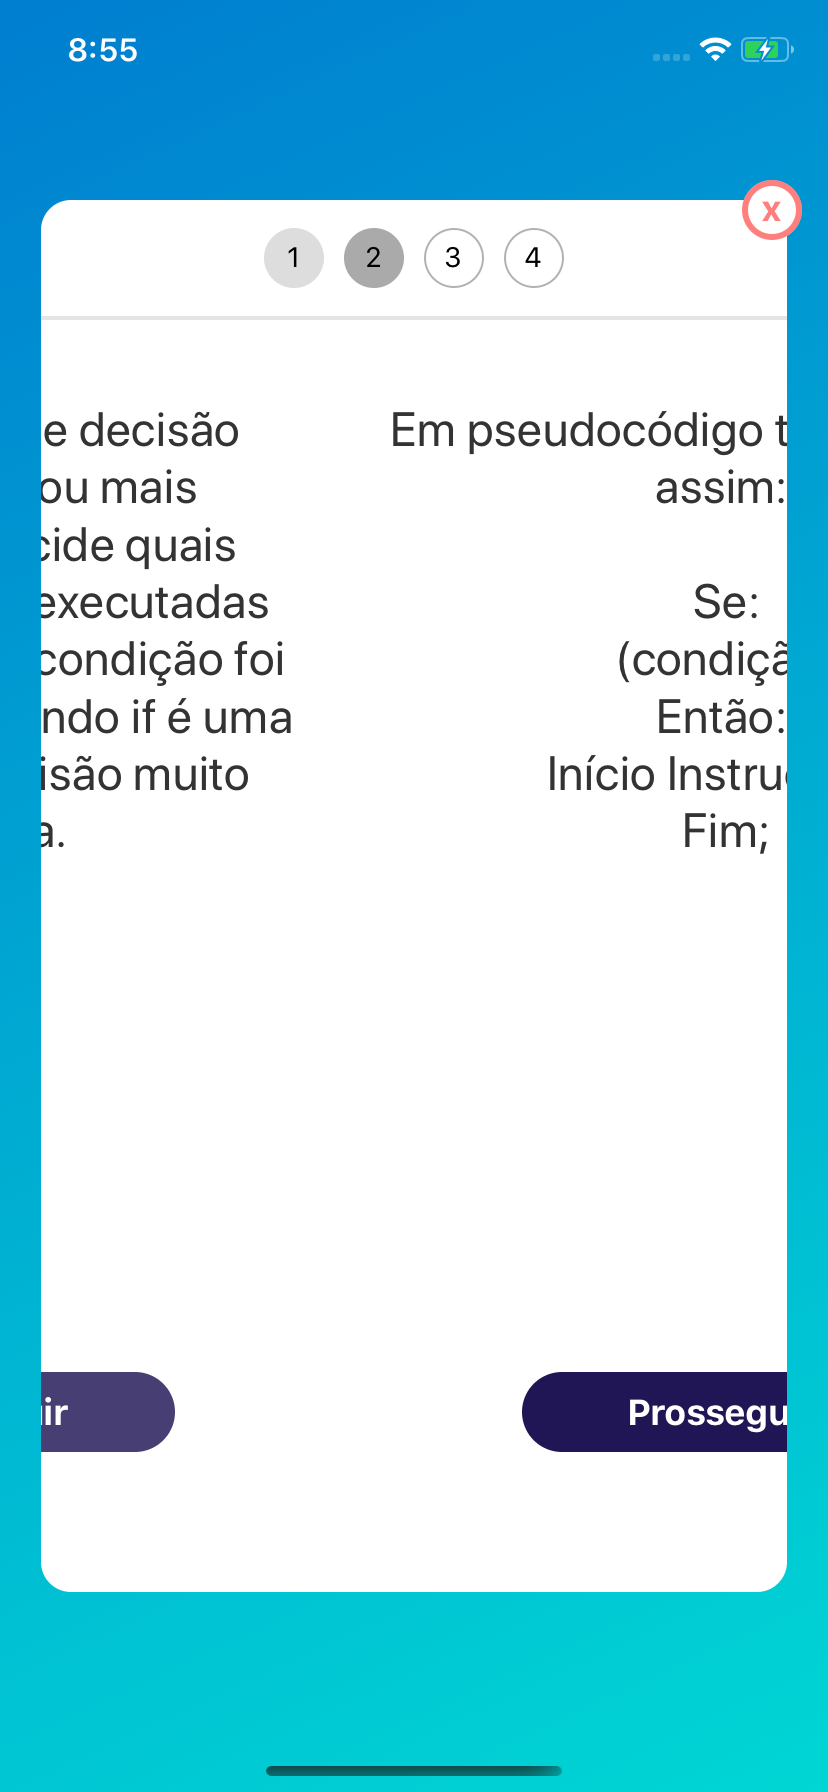 8:55
x
1 2 3 4
e decisão
ou mais
cide quais
executadas
condição foi
ndo if é uma
isão muito
a.
Em pseudocódigo t
assim:
Se:
(condiçã
Então:
Início Instruç
Fim;
ir
Prossegu